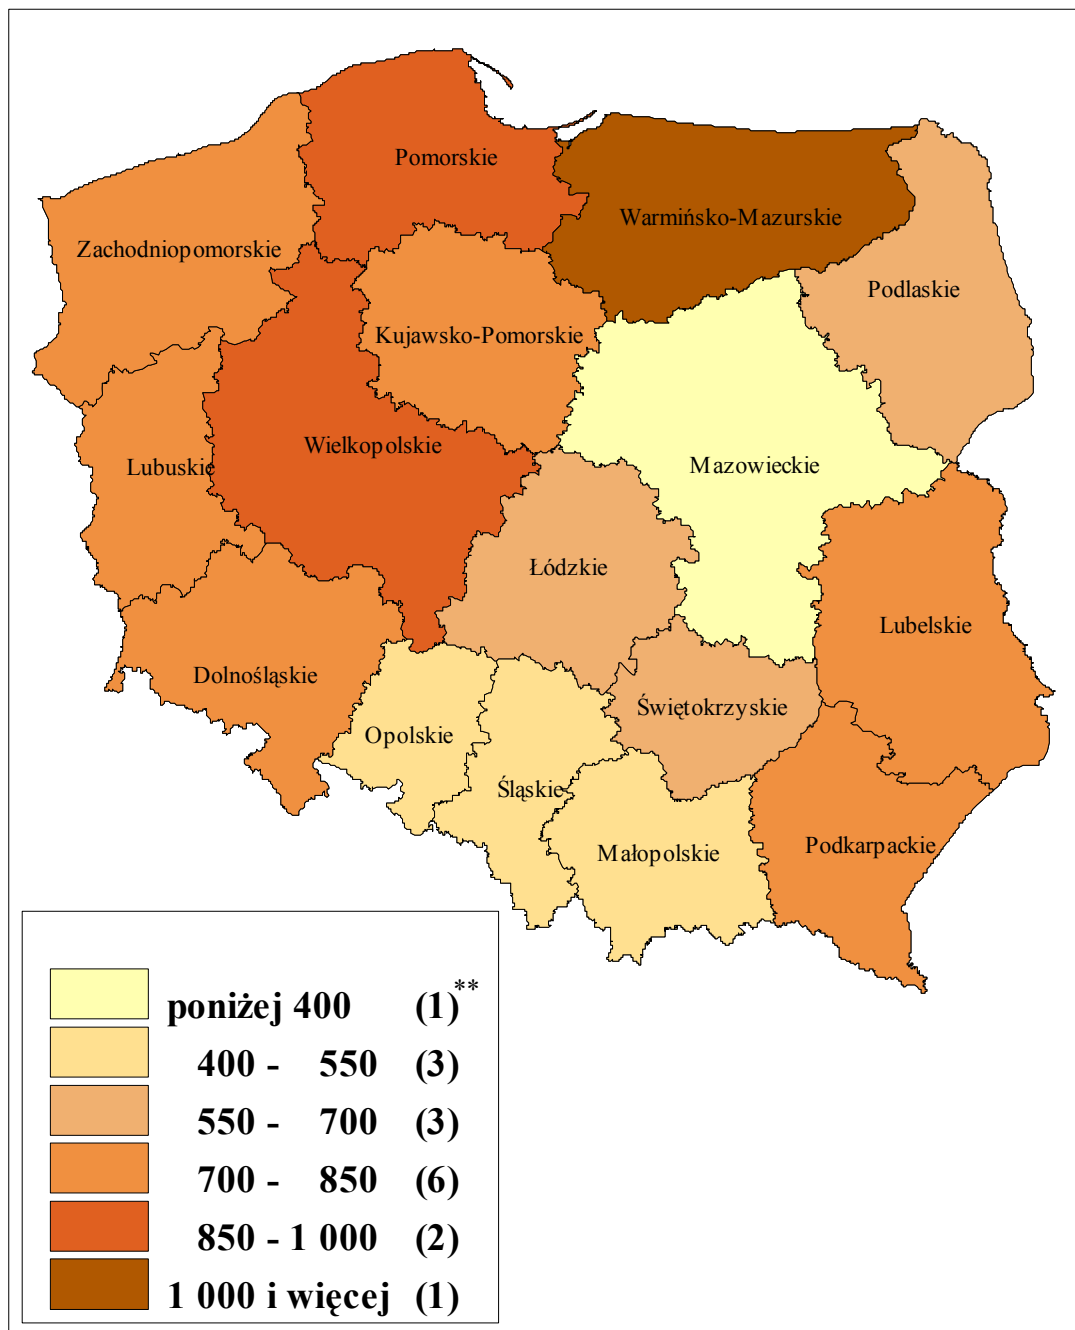 Pomorskie
Warmińsko-Mazurskie
Zachodniopomorskie
Podlaskie
Kujawsko-Pomorskie
Wielkopolskie
Lubuskie
Mazowieckie
Łódzkie
Lubelskie
Dolnośląskie
Świętokrzyskie
Opolskie
Śląskie
Małopolskie
Podkarpackie
poniżej 400 (1)**
400 - 550 (3)
550 - 700 (3)
700 - 850 (6)
850 - 1 000 (2)
1 000 i więcej (1)